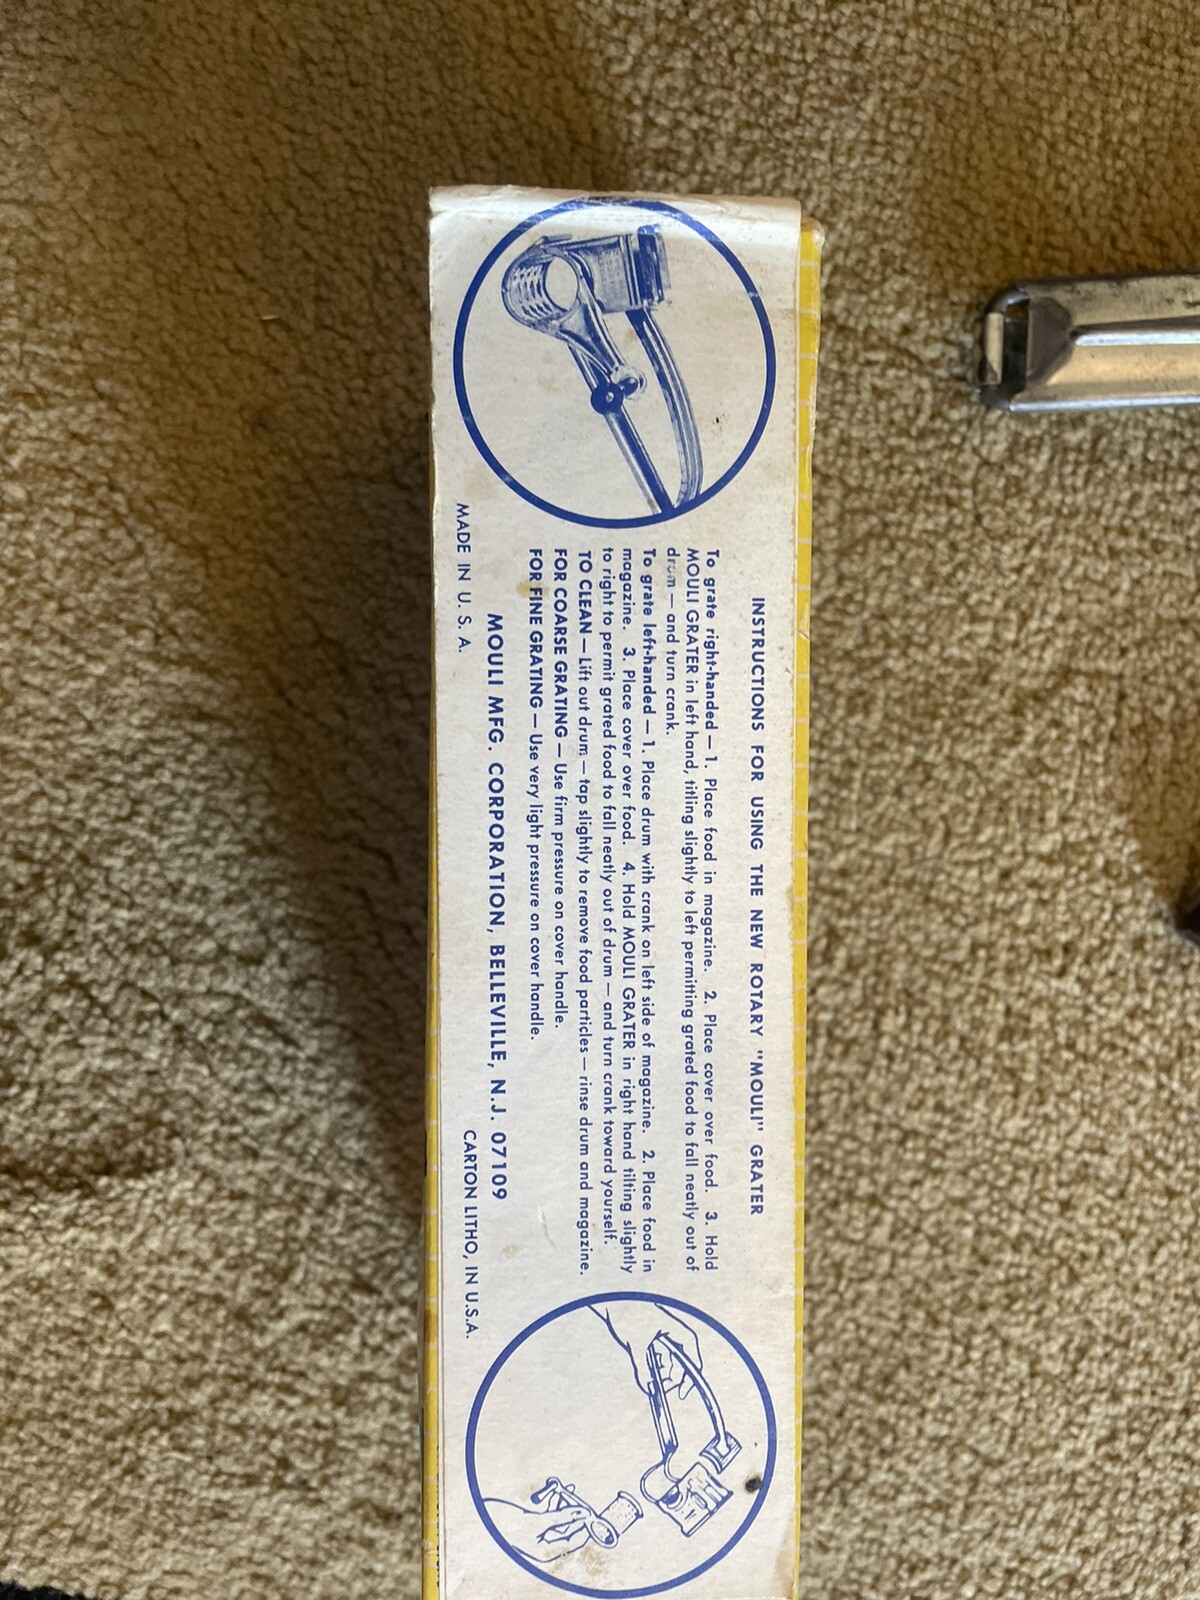 INSTRUCTIONS FOR USING THE NEW ROTARY "MOULI" GRATER
To grate right-handed — 1. Place food in magazine. 2. Place cover over food. 3. Hold
MOULI GRATER in left hand, titling slightly to left permitting grated food to fall neatly out of
drum — and turn crank.
To grate left-handed — 1. Place drum with crank on left side of magazine. 2. Place food in
magazine. 3. Place cover over food. 4. Hold MOULI GRATER in right hand tilting slightly
to right to permit grated food to fall neatly out of drum — and turn crank toward yourself.
TO CLEAN — Lift out drum — tap slightly to remove food particles — rinse drum and magazine.
FOR COARSE GRATING — Use firm pressure on cover handle.
FOR FINE GRATING — Use very light pressure on cover handle.
MOULI MFG. CORPORATION, BELLEVILLE, N.J. 07109
MADE IN U. S. A.
CARTON LITHO, IN U.S.A.